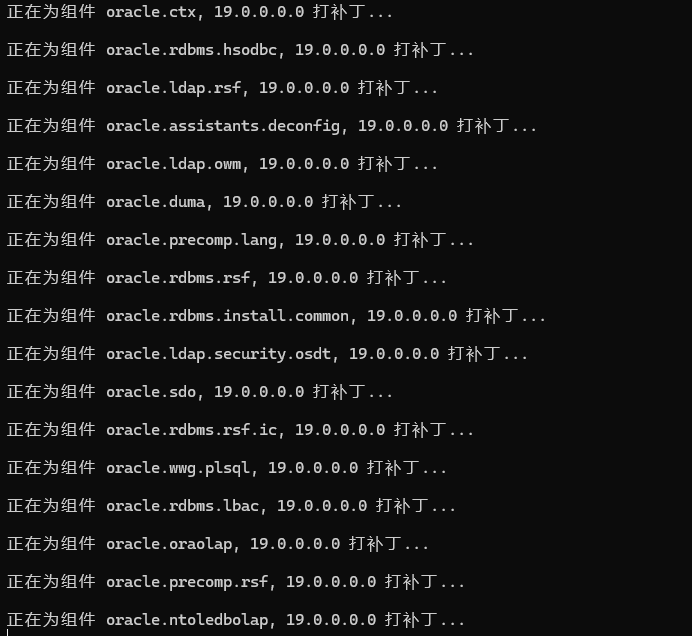 正在为组件 oracle.ctx, 19.0.0.0.0 打补丁...
正在为组件 oracle.rdbms.hsodbc, 19.0.0.0.0 打补丁...
正在为组件 oracle.ldap.rsf, 19.0.0.0.0 打补丁...
正在为组件 oracle.assistants.deconfig, 19.0.0.0.0 打补丁...
正在为组件 oracle.ldap.owm, 19.0.0.0.0 打补丁...
正在为组件 oracle.duma, 19.0.0.0.0 打补丁...
正在为组件 oracle.precomp.lang, 19.0.0.0.0 打补丁...
正在为组件 oracle.rdbms.rsf, 19.0.0.0.0 打补丁...
正在为组件 oracle.rdbms.install.common, 19.0.0.0.0 打补丁...
正在为组件 oracle.ldap.security.osdt, 19.0.0.0.0 打补丁...
正在为组件 oracle.sdo, 19.0.0.0.0 打补丁...
正在为组件 oracle.rdbms.rsf.ic, 19.0.0.0.0 打补丁...
正在为组件 oracle.wwg.plsql, 19.0.0.0.0 打补丁...
正在为组件 oracle.rdbms.lbac, 19.0.0.0.0 打补丁...
正在为组件 oracle.oraolap, 19.0.0.0.0 打补丁...
正在为组件 oracle.precomp.rsf, 19.0.0.0.0 打补丁...
正在为组件 oracle.ntoledbolap, 19.0.0.0.0 打补丁...